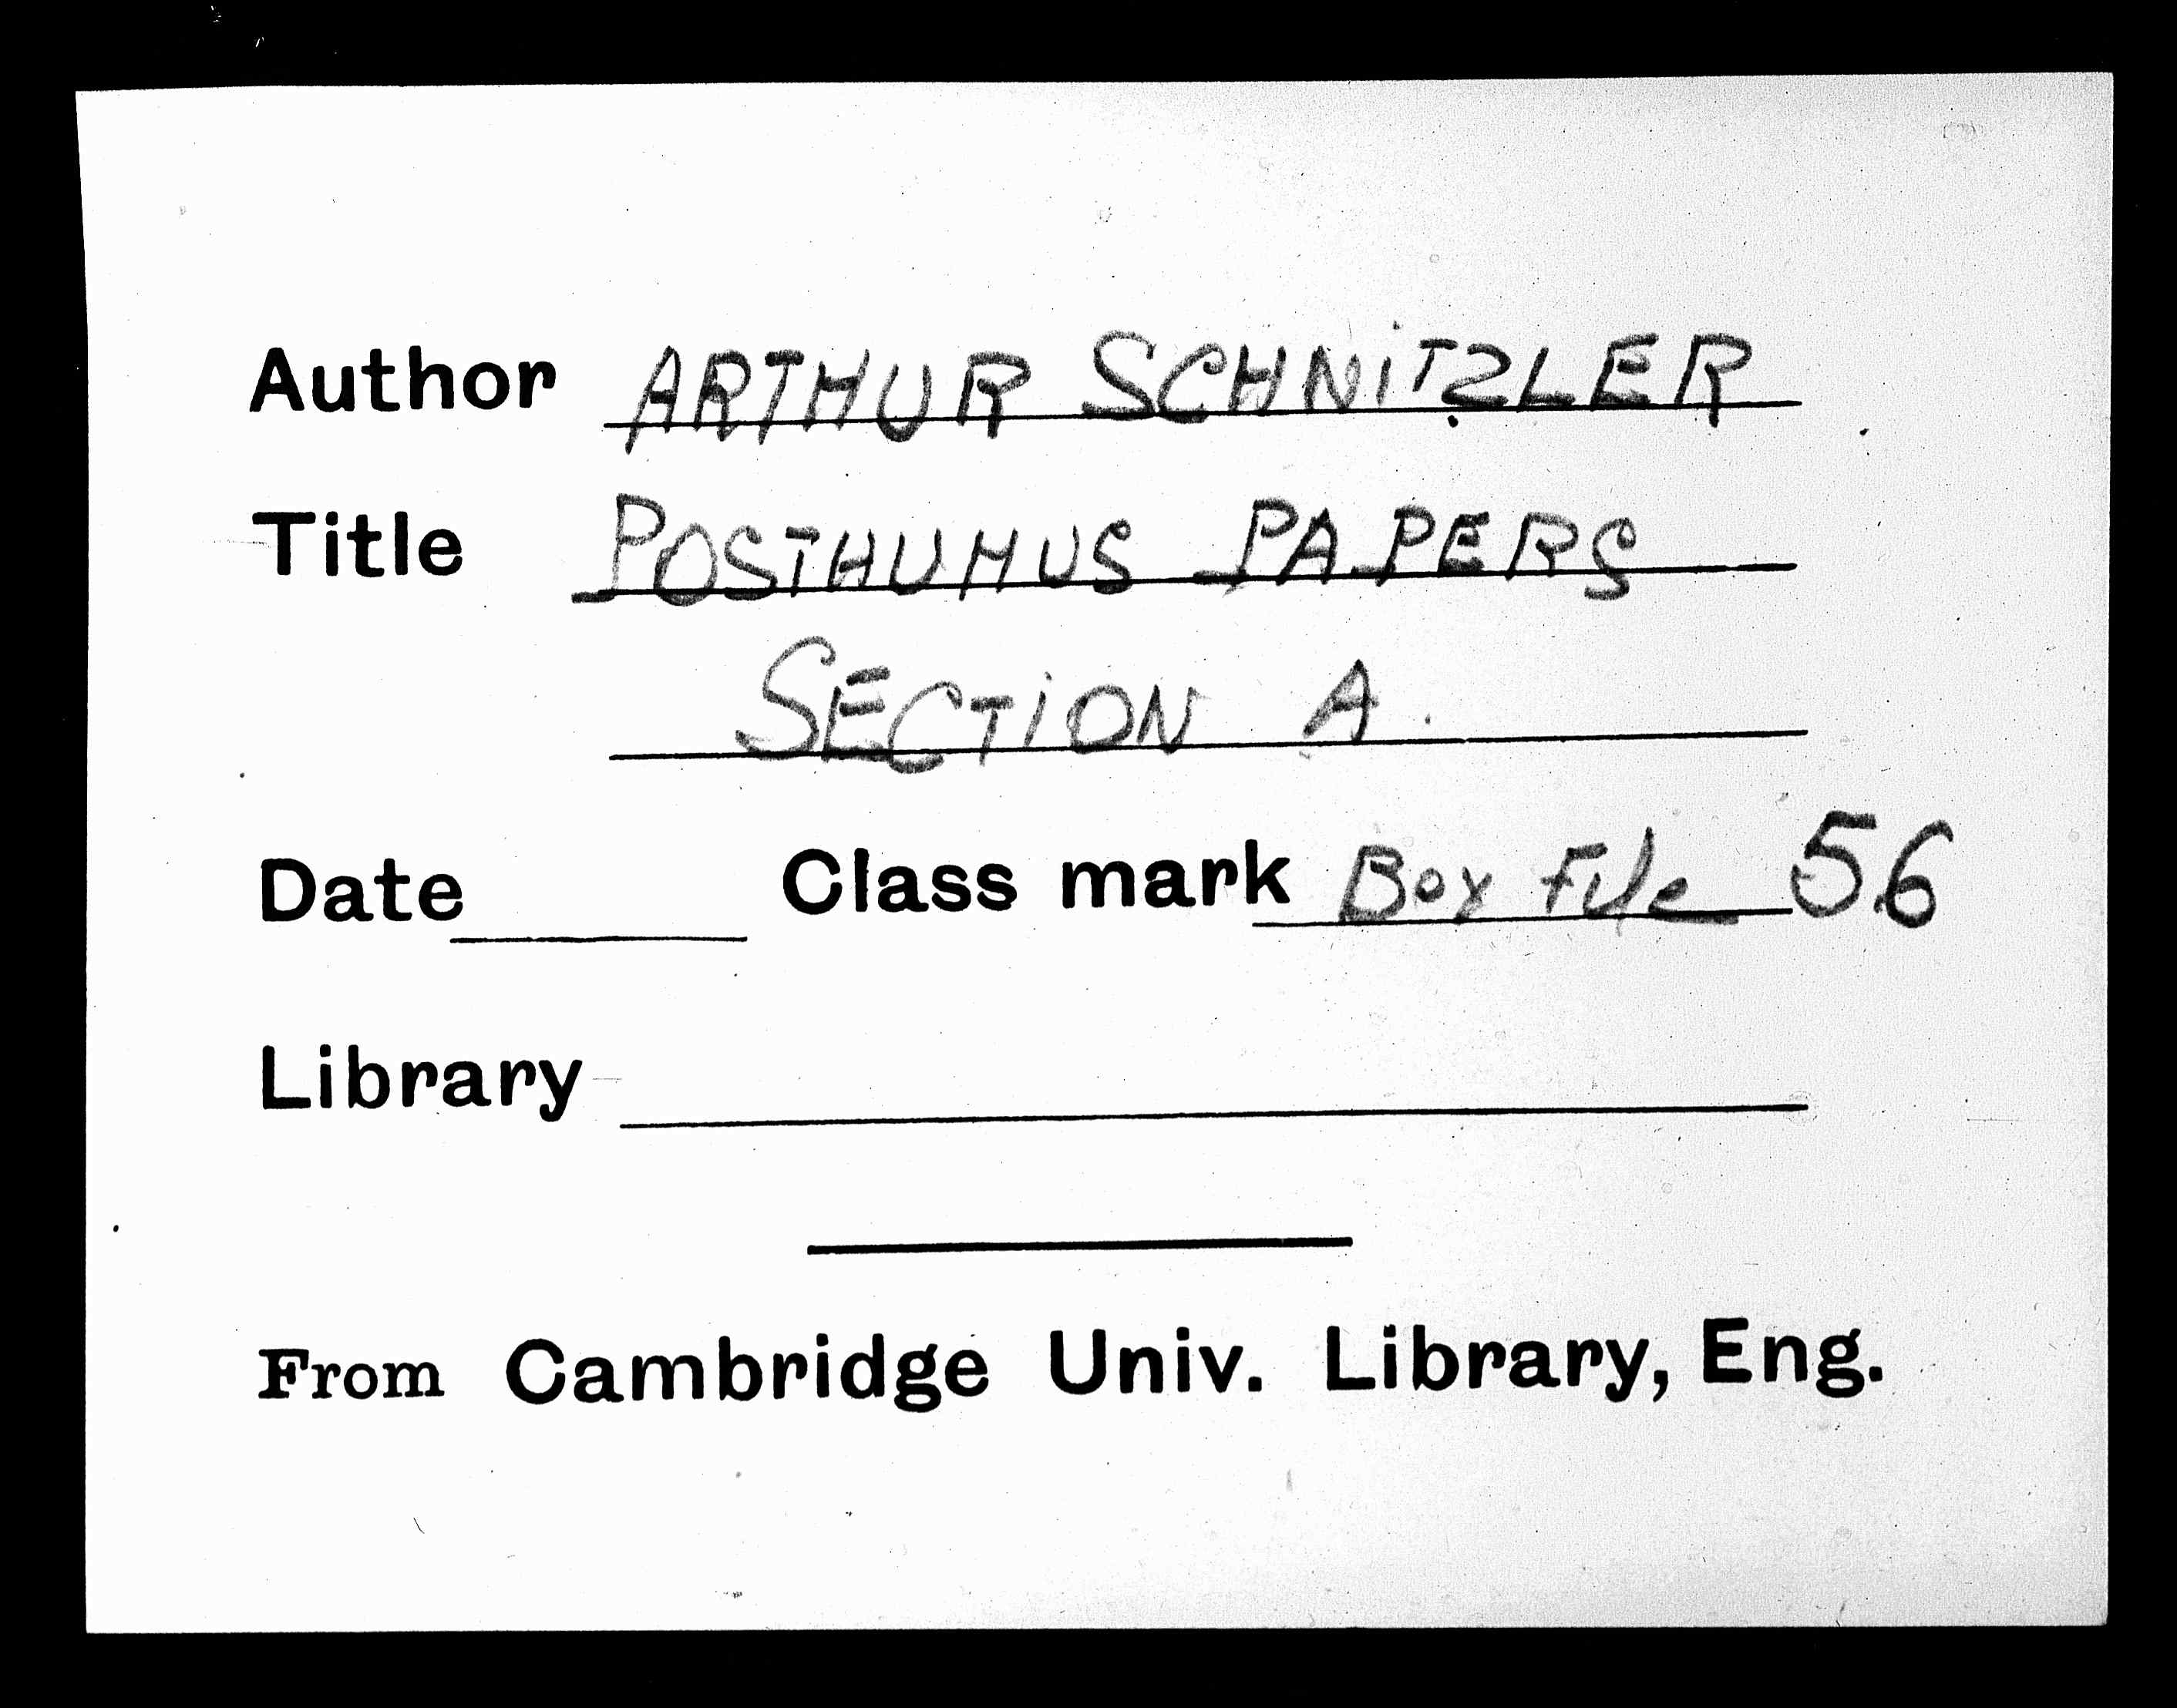 Author ARTHUR SCHNITZLER
Title POSTHUMUS PAPERS
SECTION A.
Date Class mark Box File 56
Library
From Cambridge Univ. Library, Eng.